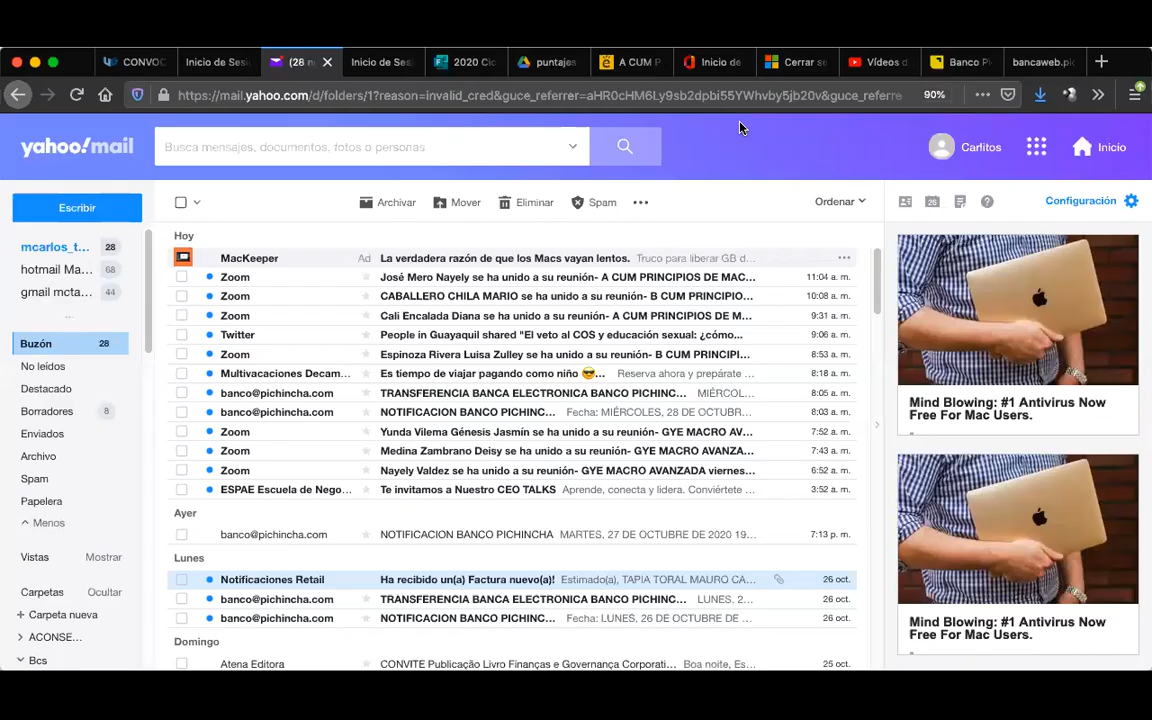 CONVOC
Inicio de Sesi
(28 n
Inicio de Sesi
2020 Cic
puntajes
A CUM P
Inicio de
Cerrar se
Vídeos d
Banco Pi
bancaweb.pic
https://mail.yahoo.com/d/folders/1?reason=invalid_cred&guce_referrer=aHR0cHM6Ly9sb2dpbi55YWhvby5jb20v&guce_referre
90%
yahoo!mail
Busca mensajes, documentos, fotos o personas
Carlitos
Inicio
Escribir
Archivar
Mover
Eliminar
Spam
Ordenar
26
Configuración
mcarlos_t... 28
hotmail Ma... 68
gmail mcta... 44
...
Buzón 28
No leídos
Destacado
Borradores 8
Enviados
Archivo
Spam
Papelera
Menos
Vistas Mostrar
Carpetas Ocultar
+ Carpeta nueva
ACONSE...
Bcs
Hoy
MacKeeper Ad La verdadera razón de que los Macs vayan lentos. Truco para liberar GB d...
Zoom José Mero Nayely se ha unido a su reunión- A CUM PRINCIPIOS DE MAC... 11:04 a. m.
Zoom CABALLERO CHILA MARIO se ha unido a su reunión- B CUM PRINCIPIO... 10:08 a. m.
Zoom Cali Encalada Diana se ha unido a su reunión- A CUM PRINCIPIOS DE M... 9:31 a. m.
Twitter People in Guayaquil shared "El veto al COS y educación sexual: ¿cómo... 9:06 a. m.
Zoom Espinoza Rivera Luisa Zulley se ha unido a su reunión- B CUM PRINCIPI... 8:53 a. m.
Multivacaciones Decam... Es tiempo de viajar pagando como niño 😎... Reserva ahora y prepárate ... 8:18 a. m.
banco@pichincha.com TRANSFERENCIA BANCA ELECTRONICA BANCO PICHINC... MIÉRCOL... 8:05 a. m.
banco@pichincha.com NOTIFICACION BANCO PICHINC... Fecha: MIÉRCOLES, 28 DE OCTUBR... 8:03 a. m.
Zoom Yunda Vilema Génesis Jasmín se ha unido a su reunión- GYE MACRO AV... 7:52 a. m.
Zoom Medina Zambrano Deisy se ha unido a su reunión- GYE MACRO AVANZA... 7:43 a. m.
Zoom Nayely Valdez se ha unido a su reunión- GYE MACRO AVANZADA viernes... 6:52 a. m.
ESPAE Escuela de Nego... Te invitamos a Nuestro CEO TALKS Aprende, conecta y lidera. Conviértete ... 3:52 a. m.
Ayer
banco@pichincha.com NOTIFICACION BANCO PICHINCHA MARTES, 27 DE OCTUBRE DE 2020 19... 7:13 p. m.
Lunes
Notificaciones Retail Ha recibido un(a) Factura nuevo(a)! Estimado(a), TAPIA TORAL MAURO CA... 26 oct.
banco@pichincha.com TRANSFERENCIA BANCA ELECTRONICA BANCO PICHINC... LUNES, 2... 26 oct.
banco@pichincha.com NOTIFICACION BANCO PICHINC... Fecha: LUNES, 26 DE OCTUBRE DE ... 26 oct.
Domingo
Atena Editora CONVITE Publicação Livro Finanças e Governança Corporati... Boa noite, Es... 25 oct.
Mind Blowing: #1 Antivirus Now
Free For Mac Users.
Mind Blowing: #1 Antivirus Now
Free For Mac Users.